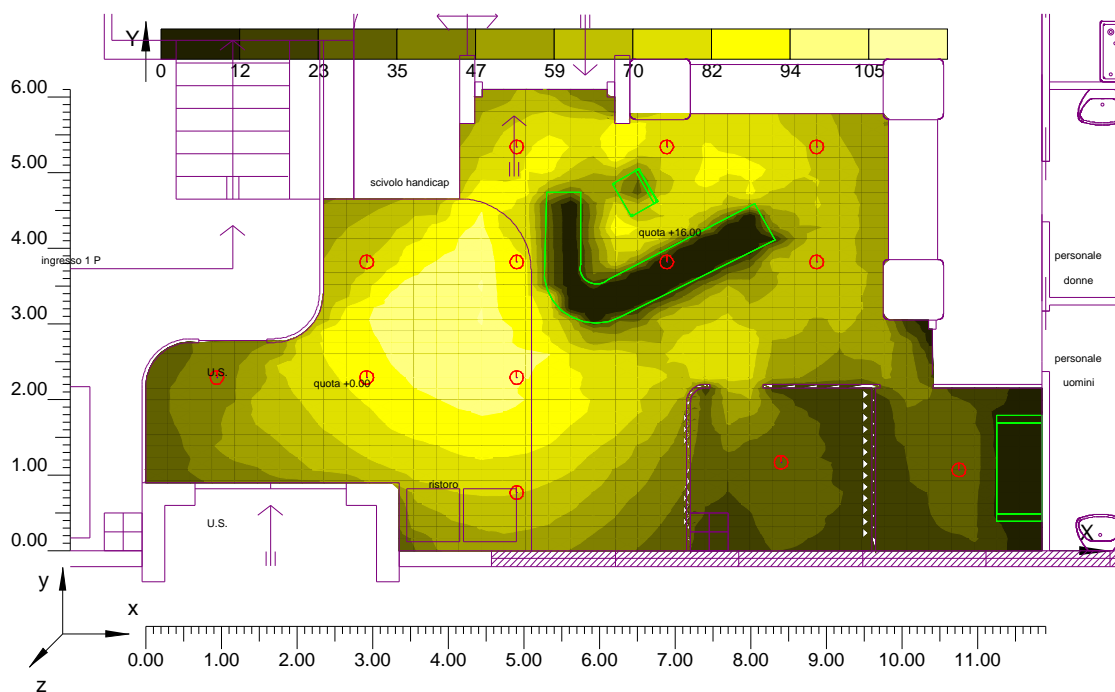 Y
0 12 23 35 47 59 70 82 94 105
6.00
5.00
scivolo handicap
4.00
quota +16.00
ingresso 1 P
personale
donne
3.00
personale
uomini
U.S.
quota +0.00
2.00
1.00
ristoro
U.S.
0.00
X
y
x
z
0.00 1.00 2.00 3.00 4.00 5.00 6.00 7.00 8.00 9.00 10.00 11.00